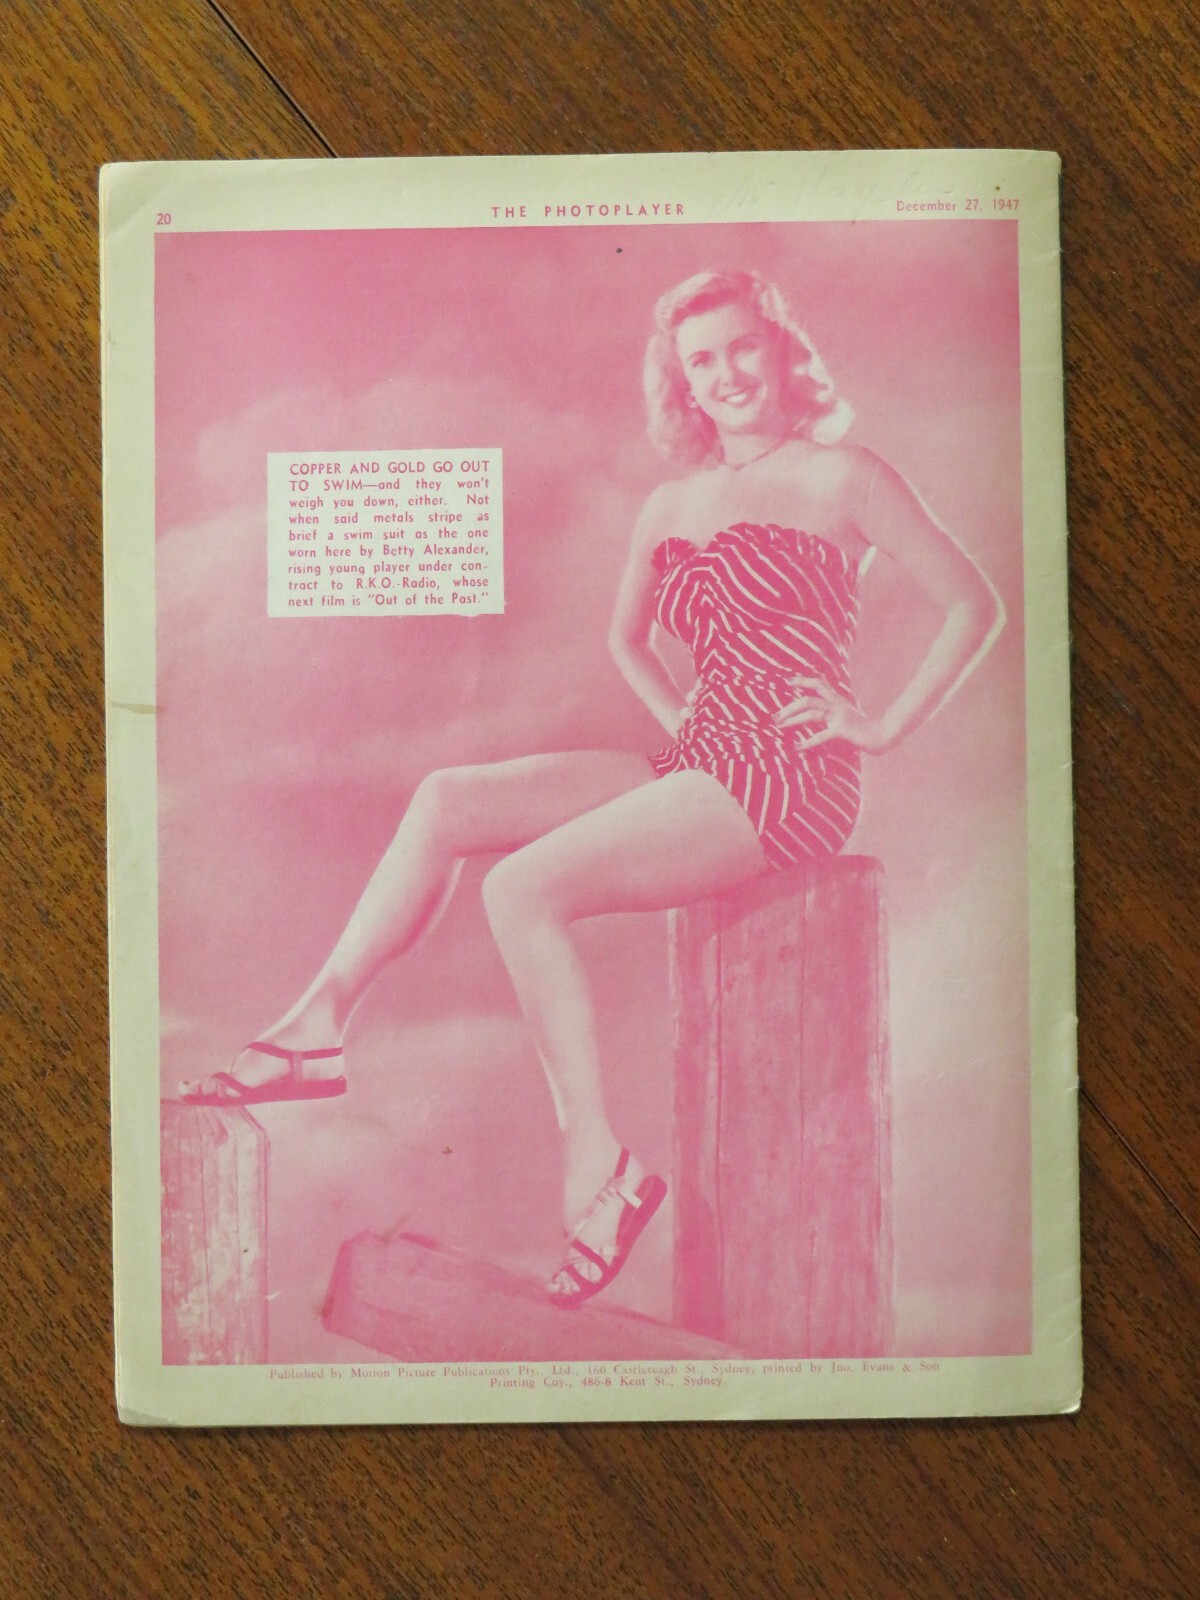 20 THE PHOTOPLAYER December 27, 1947
COPPER AND GOLD GO OUT
TO SWIM—and they won't
weigh you down, either. Not
when said metals stripe as
brief a swim suit as the one
worn here by Betty Alexander,
rising young player under con-
tract to R.K.O.-Radio, whose
next film is "Out of the Past."
Published by Motion Picture Publications Pty., Ltd., 160 Castlereagh St., Sydney, printed by Jno. Evans & Son
Printing Coy., 486-8 Kent St., Sydney.